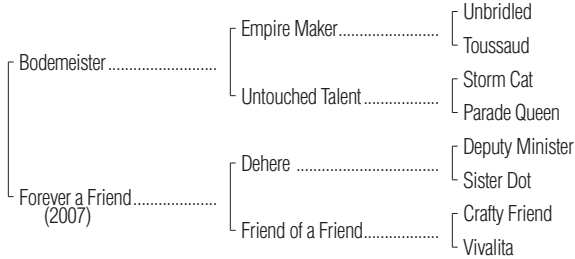 Unbridled
Empire Maker
Toussaud
Bodemeister
Storm Cat
Untouched Talent
Parade Queen
Deputy Minister
Dehere
Sister Dot
Forever a Friend
(2007)
Crafty Friend
Friend of a Friend
Vivalita